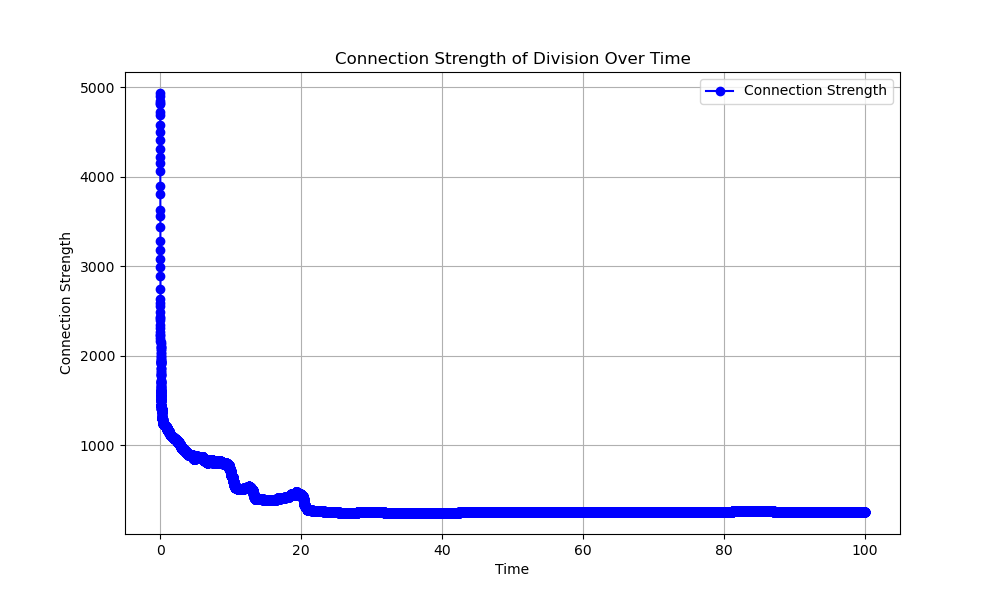 Connection Strength of Division Over Time
Connection Strength
5000
4000
3000
2000
1000
Connection Strength
0 20 40 60 80 100
Time